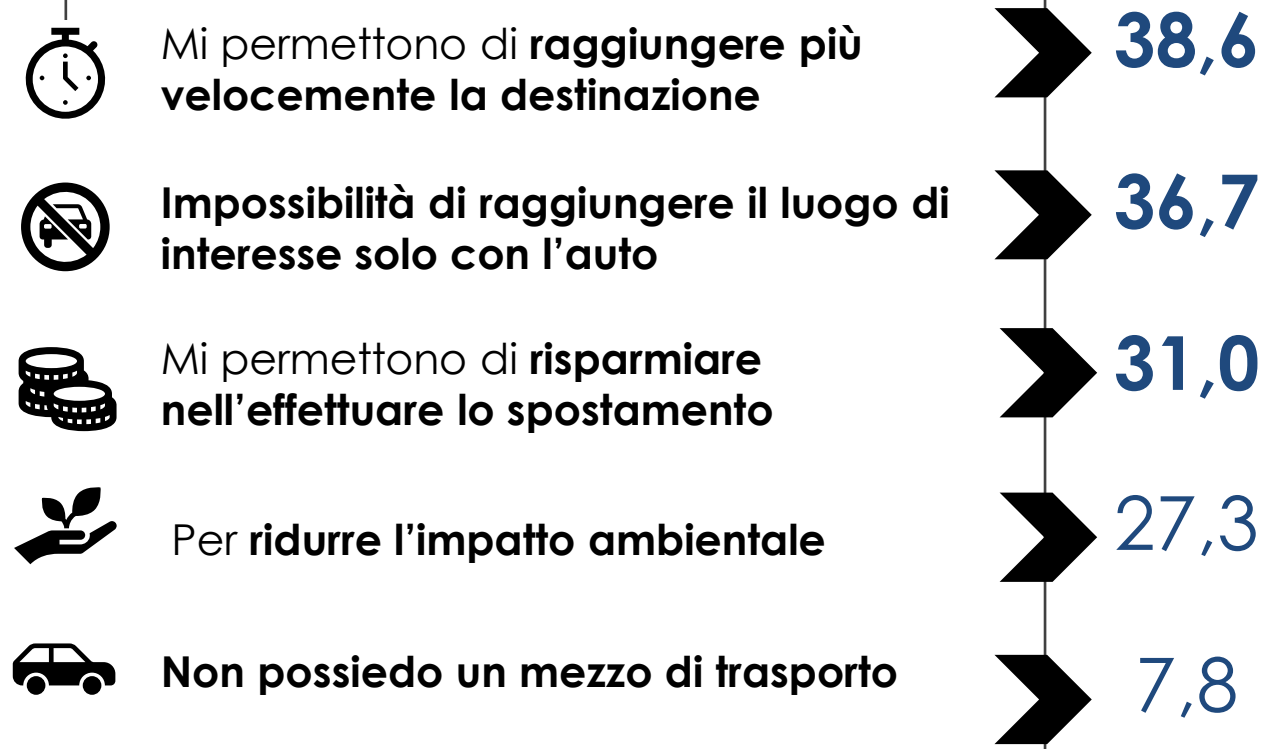 Mi permettono di raggiungere più
velocemente la destinazione
38,6
Impossibilità di raggiungere il luogo di
interesse solo con l’auto
36,7
Mi permettono di risparmiare
nell’effettuare lo spostamento
31,0
Per ridurre l’impatto ambientale
27,3
Non possiedo un mezzo di trasporto
7,8